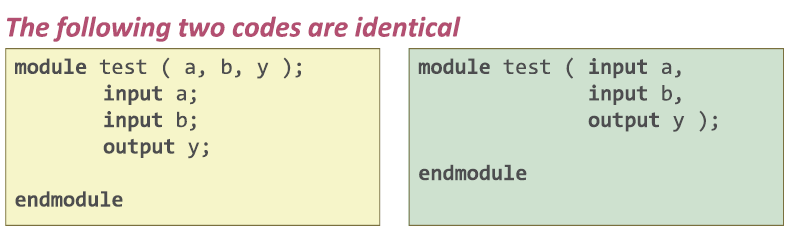 The following two codes are identical
module test ( a, b, y );
input a;
input b;
output y;
endmodule
module test ( input a,
input b,
output y );
endmodule